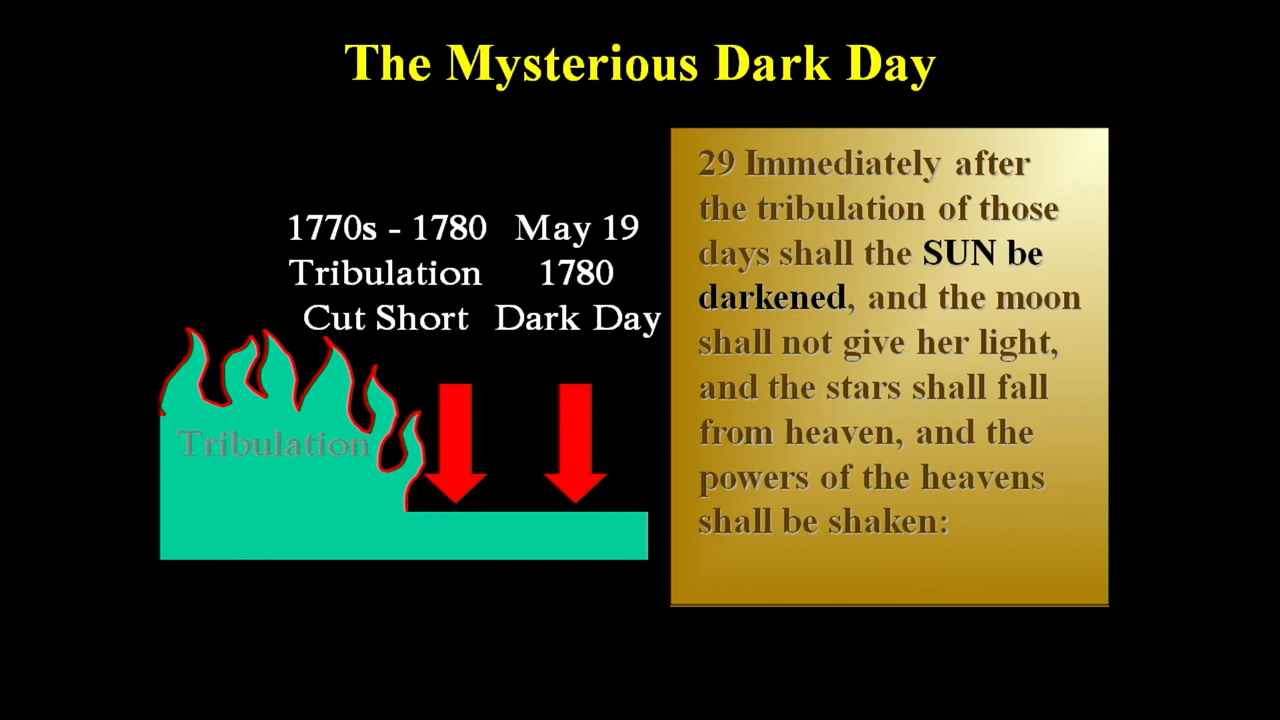 The Mysterious Dark Day
1770s - 1780
Tribulation
Cut Short
May 19
1780
Dark Day
Tribulation
29 Immediately after
the tribulation of those
days shall the SUN be
darkened, and the moon
shall not give her light,
and the stars shall fall
from heaven, and the
powers of the heavens
shall be shaken: